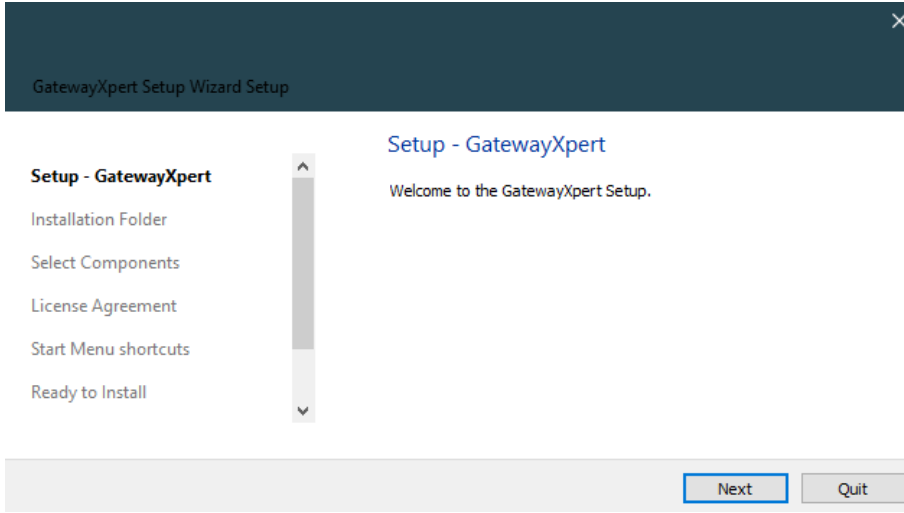 GatewayXpert Setup Wizard Setup
Setup - GatewayXpert
Installation Folder
Select Components
License Agreement
Start Menu shortcuts
Ready to Install
Setup - GatewayXpert
Welcome to the GatewayXpert Setup.
Next
Quit